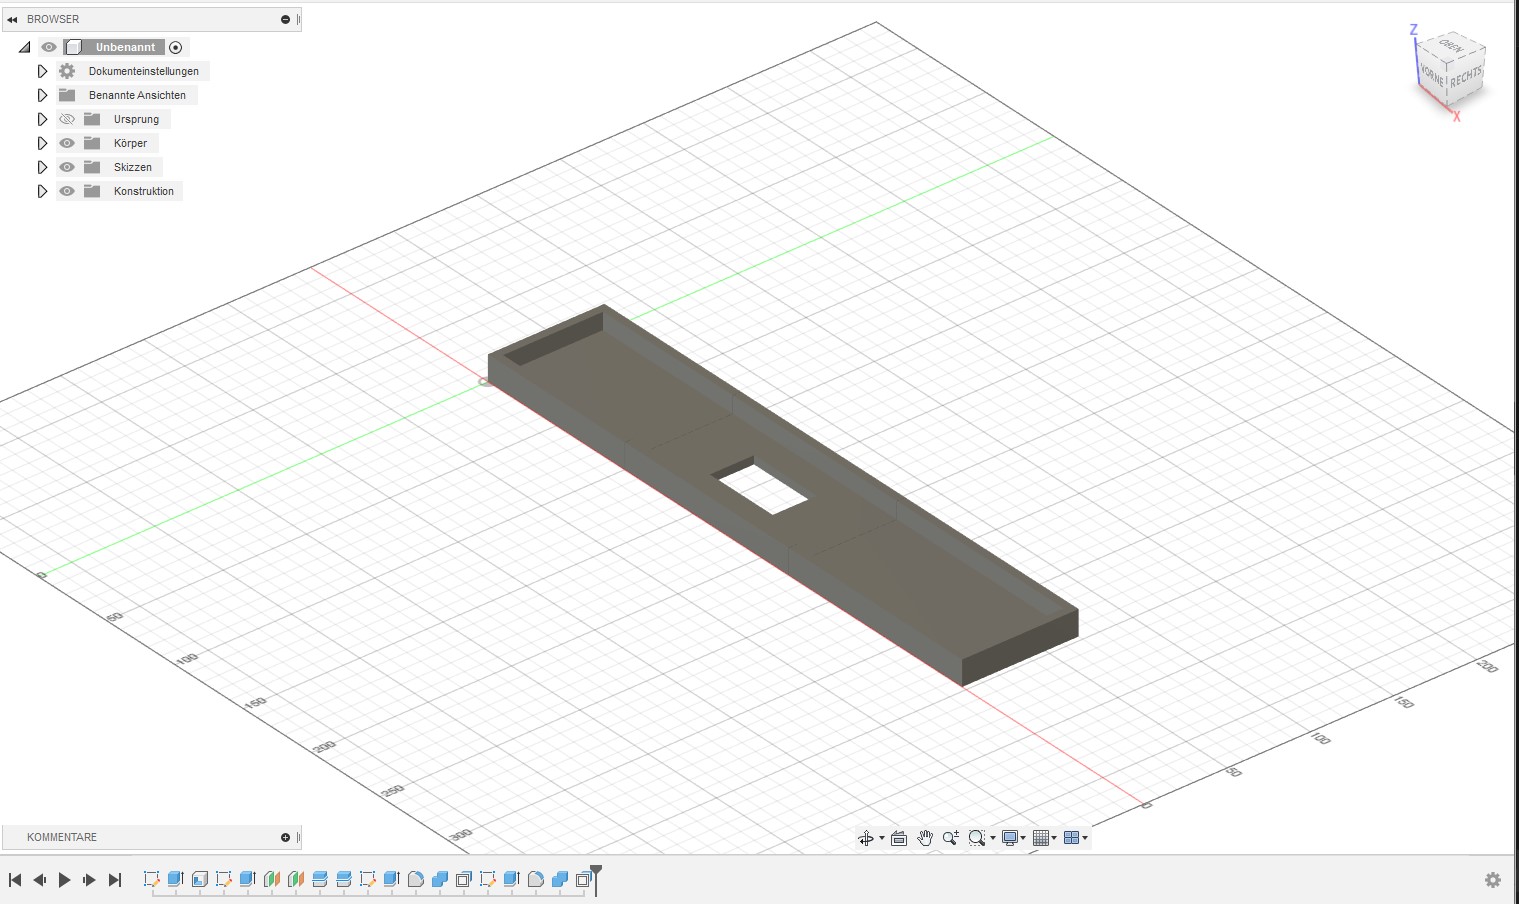 BROWSER
Unbenannt
Dokumenteinstellungen
Benannte Ansichten
Ursprung
Körper
Skizzen
Konstruktion
Z
OBEN
VORNE
RECHTS
X
0
50
100
150
200
250
300
0
50
100
150
200
KOMMENTARE